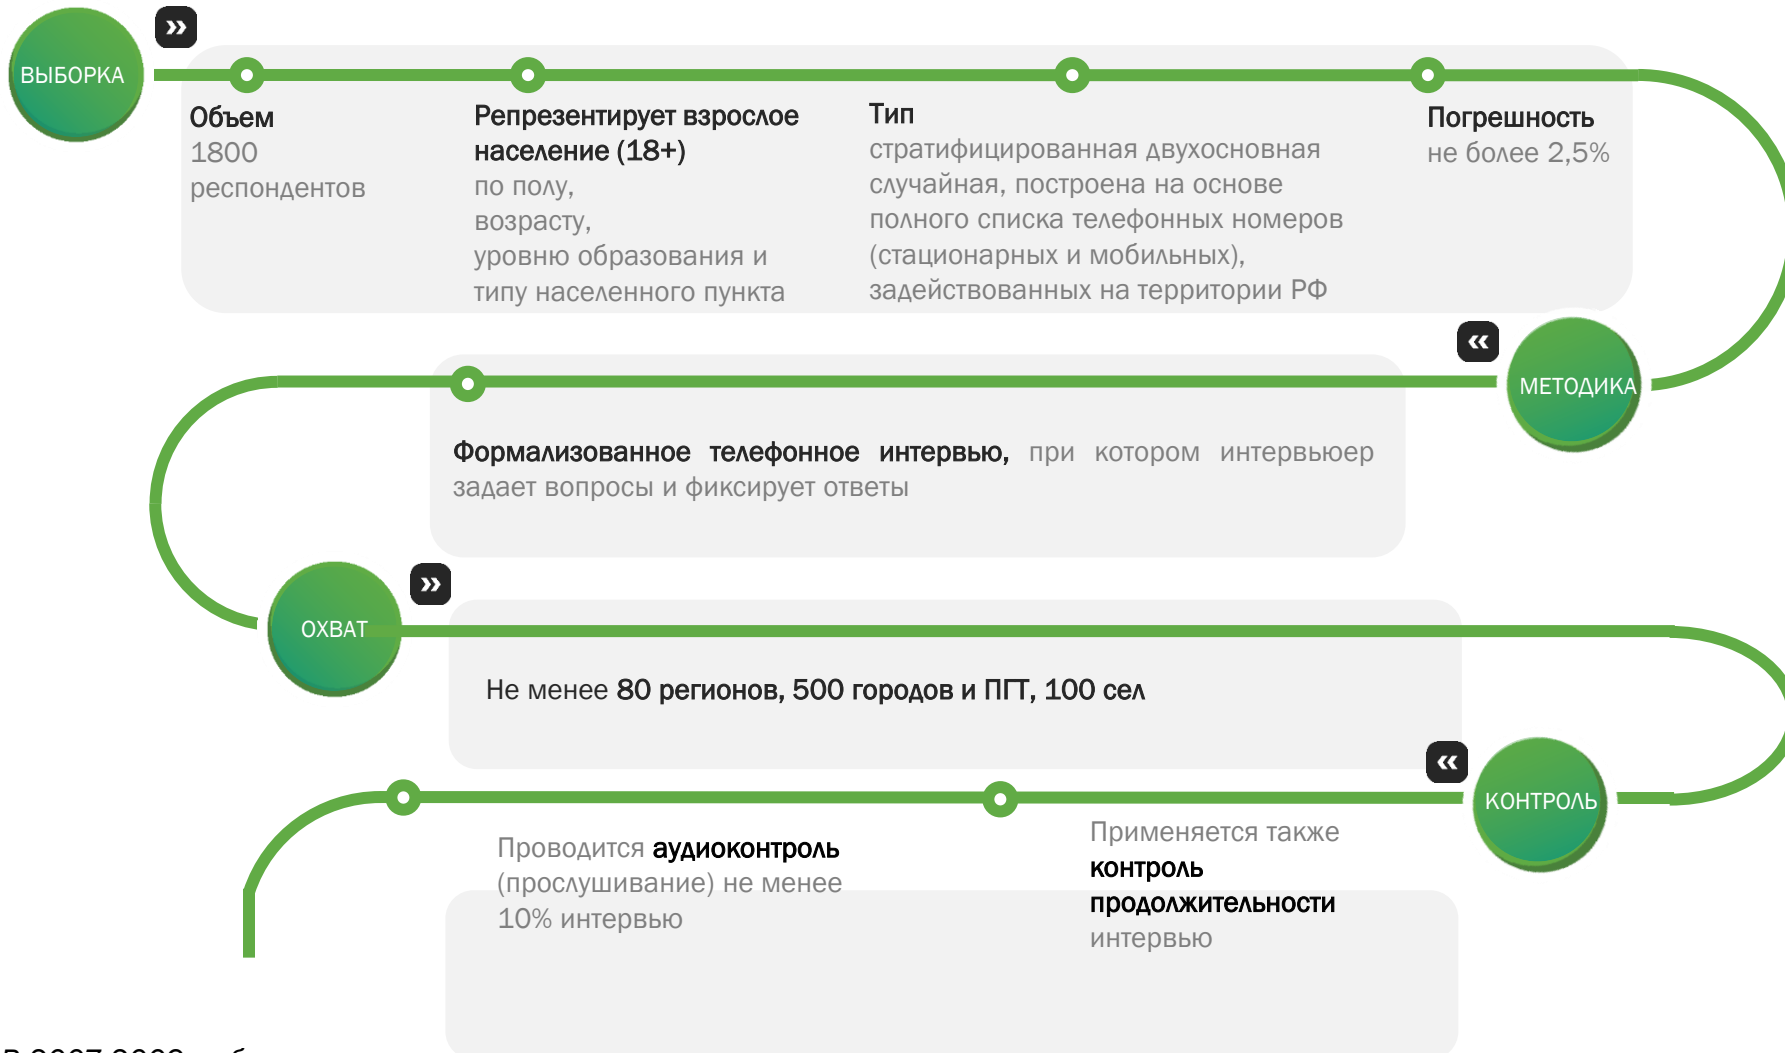 ВЫБОРКА
Объем
1800
респондентов
Репрезентирует взрослое
население (18+)
по полу,
возрасту,
уровню образования и
типу населенного пункта
Тип
стратифицированная двухосновная
случайная, построена на основе
полного списка телефонных номеров
(стационарных и мобильных),
задействованных на территории РФ
Погрешность
не более 2,5%
МЕТОДИКА
Формализованное телефонное интервью, при котором интервьюер
задает вопросы и фиксирует ответы
ОХВАТ
Не менее 80 регионов, 500 городов и ПГТ, 100 сел
КОНТРОЛЬ
Проводится аудиоконтроль
(прослушивание) не менее
10% интервью
Применяется также
контроль
продолжительности
интервью